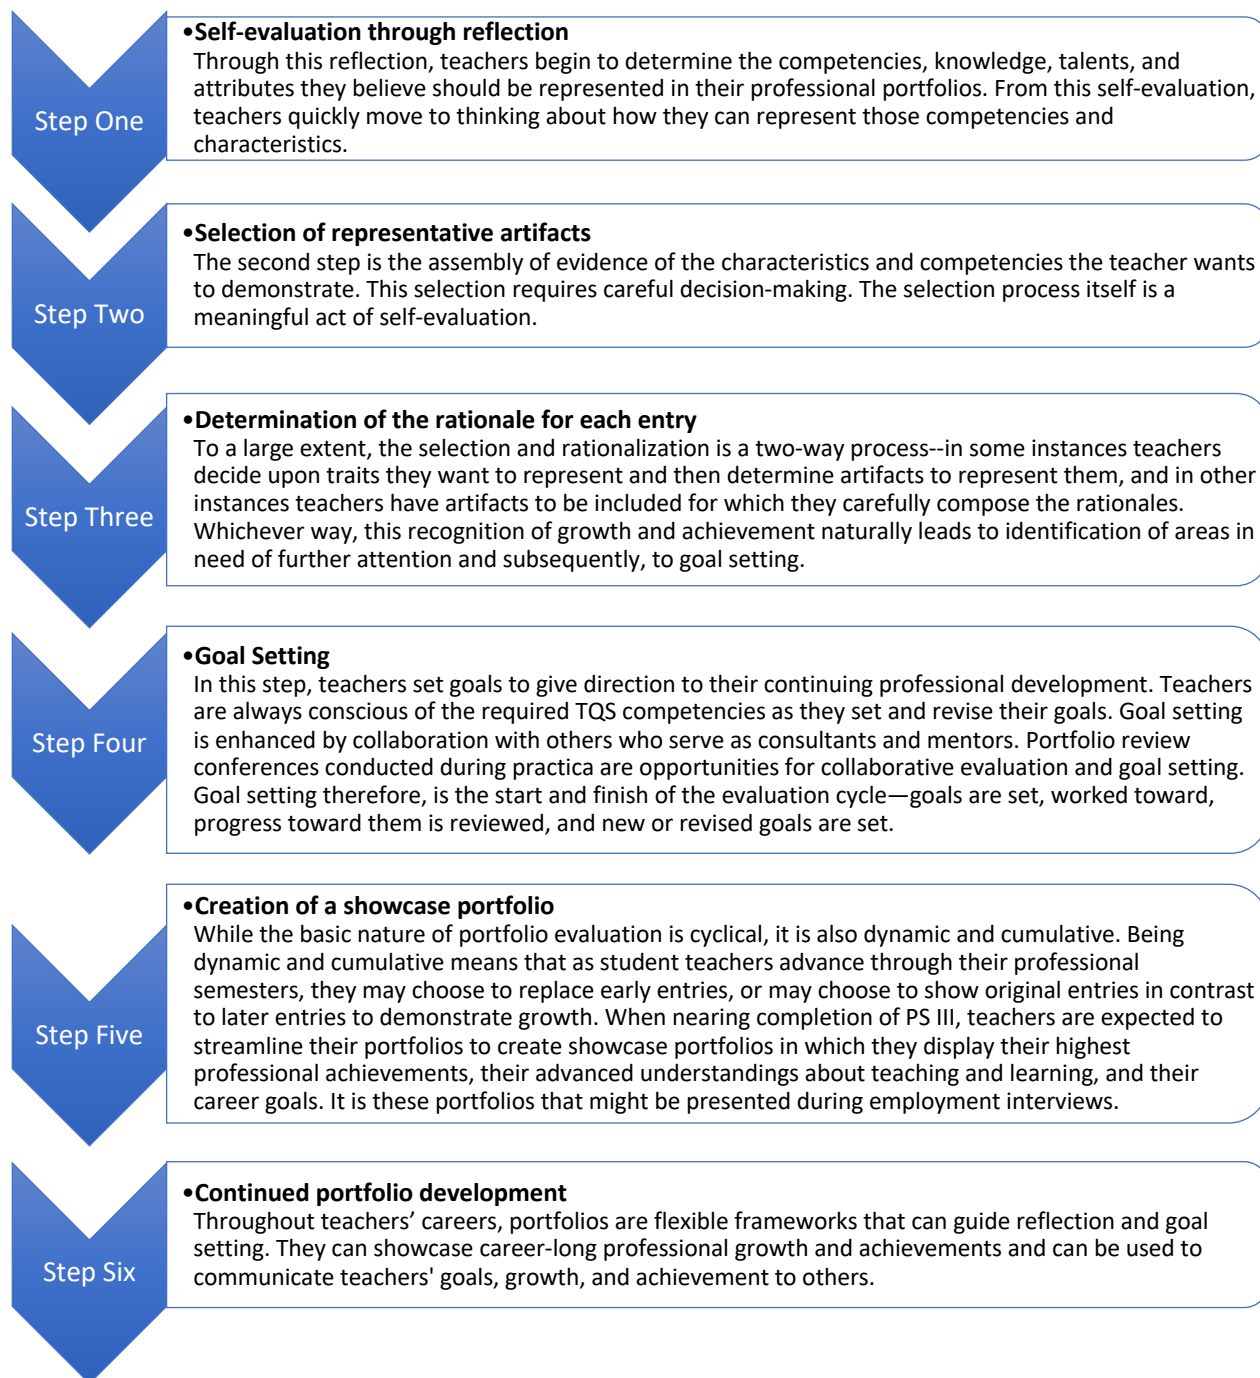 Step One
•Self-evaluation through reflection
Through this reflection, teachers begin to determine the competencies, knowledge, talents, and
attributes they believe should be represented in their professional portfolios. From this self-evaluation,
teachers quickly move to thinking about how they can represent those competencies and
characteristics.
Step Two
•Selection of representative artifacts
The second step is the assembly of evidence of the characteristics and competencies the teacher wants
to demonstrate. This selection requires careful decision-making. The selection process itself is a
meaningful act of self-evaluation.
Step Three
•Determination of the rationale for each entry
To a large extent, the selection and rationalization is a two-way process--in some instances teachers
decide upon traits they want to represent and then determine artifacts to represent them, and in other
instances teachers have artifacts to be included for which they carefully compose the rationales.
Whichever way, this recognition of growth and achievement naturally leads to identification of areas in
need of further attention and subsequently, to goal setting.
Step Four
•Goal Setting
In this step, teachers set goals to give direction to their continuing professional development. Teachers
are always conscious of the required TQS competencies as they set and revise their goals. Goal setting
is enhanced by collaboration with others who serve as consultants and mentors. Portfolio review
conferences conducted during practica are opportunities for collaborative evaluation and goal setting.
Goal setting therefore, is the start and finish of the evaluation cycle—goals are set, worked toward,
progress toward them is reviewed, and new or revised goals are set.
Step Five
•Creation of a showcase portfolio
While the basic nature of portfolio evaluation is cyclical, it is also dynamic and cumulative. Being
dynamic and cumulative means that as student teachers advance through their professional
semesters, they may choose to replace early entries, or may choose to show original entries in contrast
to later entries to demonstrate growth. When nearing completion of PS III, teachers are expected to
streamline their portfolios to create showcase portfolios in which they display their highest
professional achievements, their advanced understandings about teaching and learning, and their
career goals. It is these portfolios that might be presented during employment interviews.
Step Six
•Continued portfolio development
Throughout teachers’ careers, portfolios are flexible frameworks that can guide reflection and goal
setting. They can showcase career-long professional growth and achievements and can be used to
communicate teachers' goals, growth, and achievement to others.